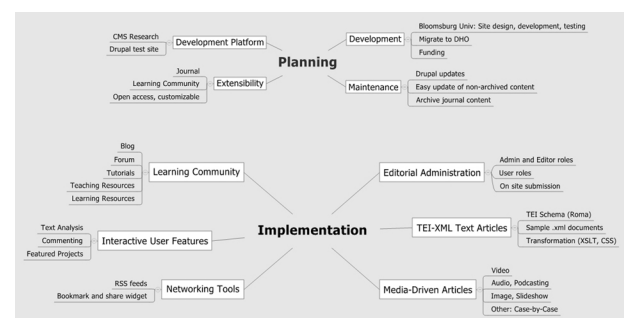 Planning
Development Platform
CMS Research
Drupal test site
Extensibility
Journal
Learning Community
Open access, customizable
Development
Bloomsburg Univ: Site design, development, testing
Migrate to DHO
Funding
Maintenance
Drupal updates
Easy update of non-archived content
Archive journal content
Implementation
Learning Community
Blog
Forum
Tutorials
Teaching Resources
Learning Resources
Interactive User Features
Text Analysis
Commenting
Featured Projects
Networking Tools
RSS feeds
Bookmark and share widget
Editorial Administration
Admin and Editor roles
User roles
On site submission
TEI-XML Text Articles
TEI Schema (Roma)
Sample .xml documents
Transformation (XSLT, CSS)
Media-Driven Articles
Video
Audio, Podcasting
Image, Slideshow
Other: Case-by-Case